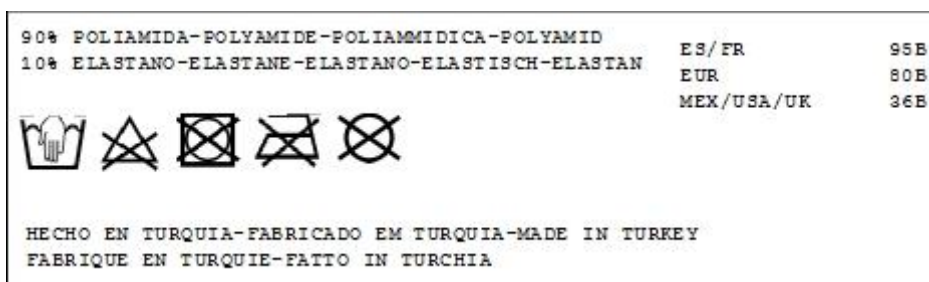 90% POLIAMIDA-POLYAMIDE-POLIAMMIDICA-POLYAMID
10% ELASTANO-ELASTANE-ELASTANO-ELASTISCH-ELASTAN
ES/FR 95B
EUR 80B
MEX/USA/UK 36B
HECHO EN TURQUIA-FABRICADO EM TURQUIA-MADE IN TURKEY
FABRIQUE EN TURQUIE-FATTO IN TURCHIA